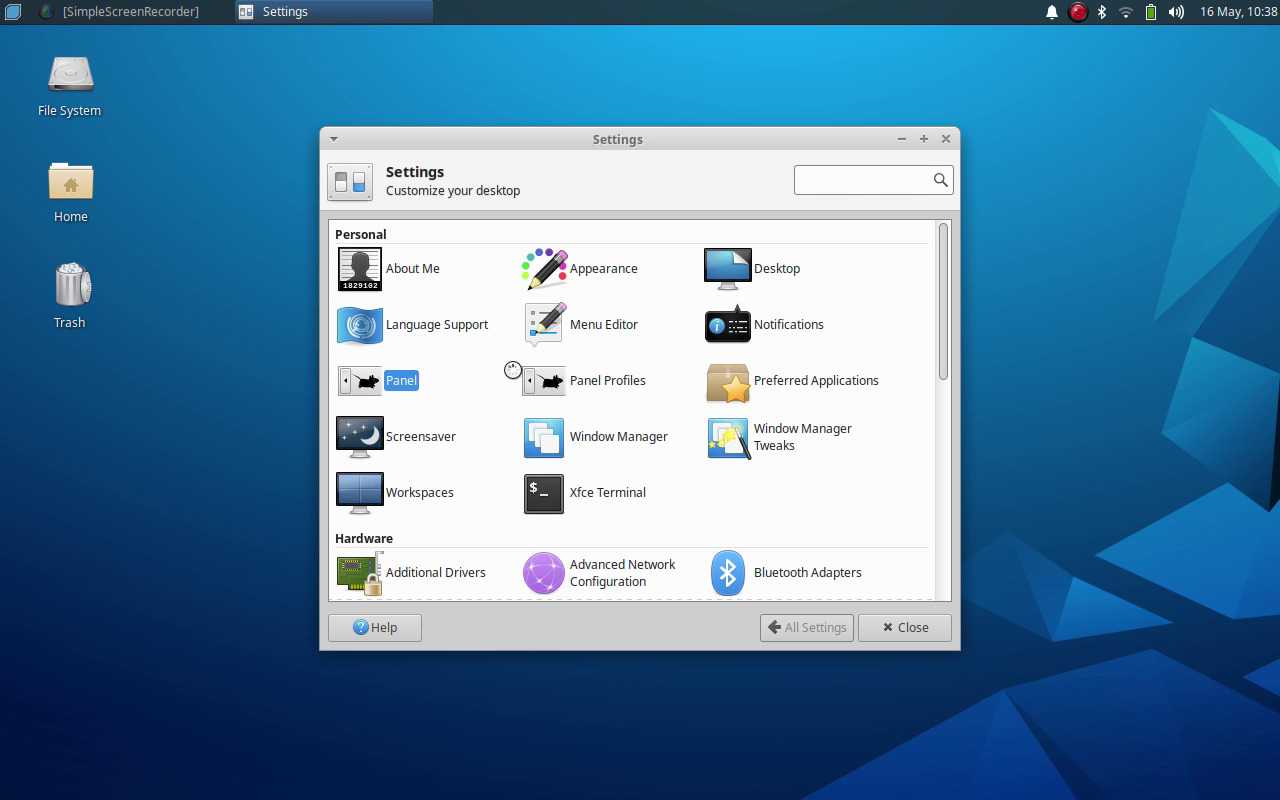 [SimpleScreenRecorder]
Settings
16 May, 10:38
File System
Home
Trash
Settings
Settings
Customize your desktop
Personal
About Me
Appearance
Desktop
1829102
Language Support
Menu Editor
Notifications
Panel
Panel Profiles
Preferred Applications
Screensaver
Window Manager
Window Manager
Tweaks
Workspaces
$_
Xfce Terminal
Hardware
Additional Drivers
Advanced Network
Configuration
Bluetooth Adapters
Help
All Settings
Close